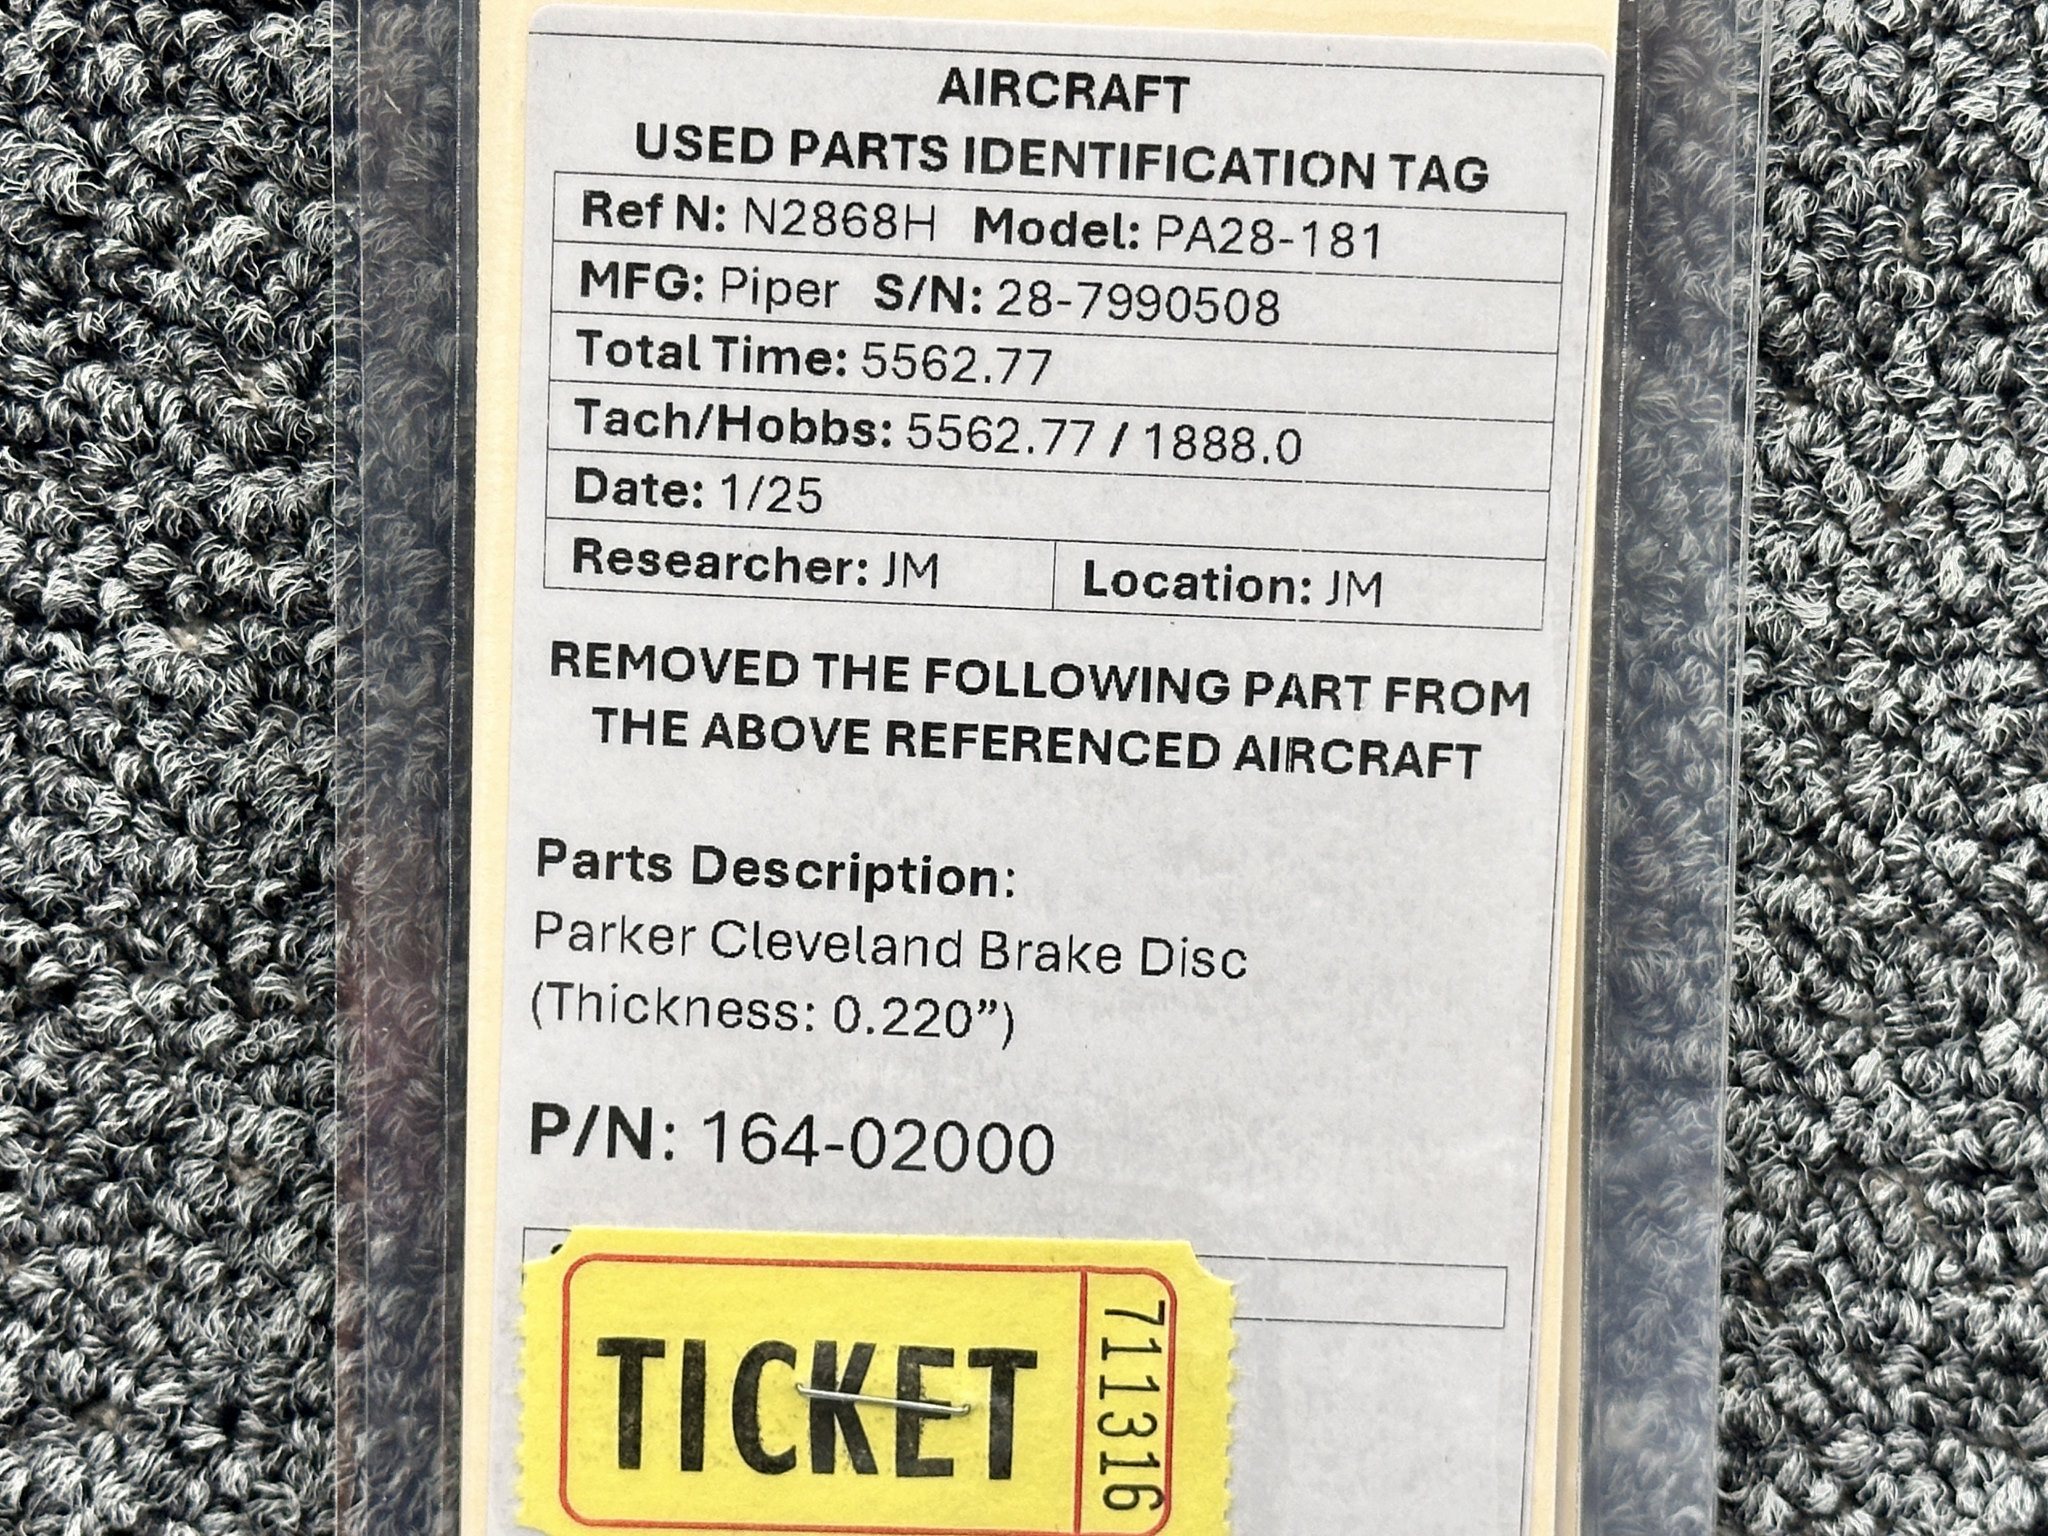 AIRCRAFT
USED PARTS IDENTIFICATION TAG
Ref N: N2868H Model: PA28-181
MFG: Piper S/N: 28-7990508
Total Time: 5562.77
Tach/Hobbs: 5562.77 / 1888.0
Date: 1/25
Researcher: JM Location: JM
REMOVED THE FOLLOWING PART FROM
THE ABOVE REFERENCED AIRCRAFT
Parts Description:
Parker Cleveland Brake Disc
(Thickness: 0.220”)
P/N: 164-02000
TICKET
711316